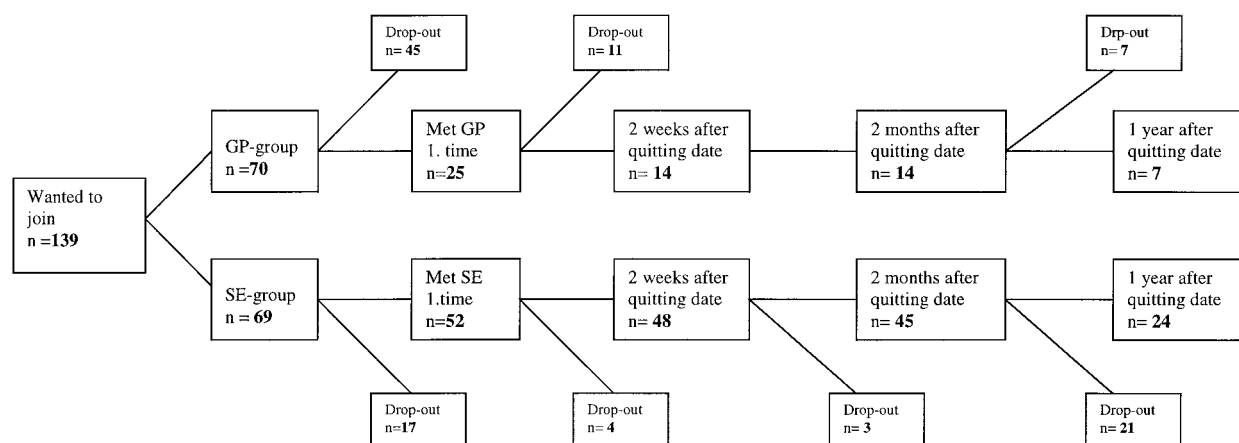 Drop-out
n= 45
Drop-out
n= 11
Drp-out
n= 7
GP-group
n =70
Met GP
1. time
n=25
2 weeks after
quitting date
n= 14
2 months after
quitting date
n= 14
1 year after
quitting date
n= 7
Wanted to
join
n =139
SE-group
n = 69
Met SE
1.time
n=52
2 weeks after
quitting date
n= 48
2 months after
quitting date
n= 45
1 year after
quitting date
n= 24
Drop-out
n=17
Drop-out
n= 4
Drop-out
n= 3
Drop-out
n= 21